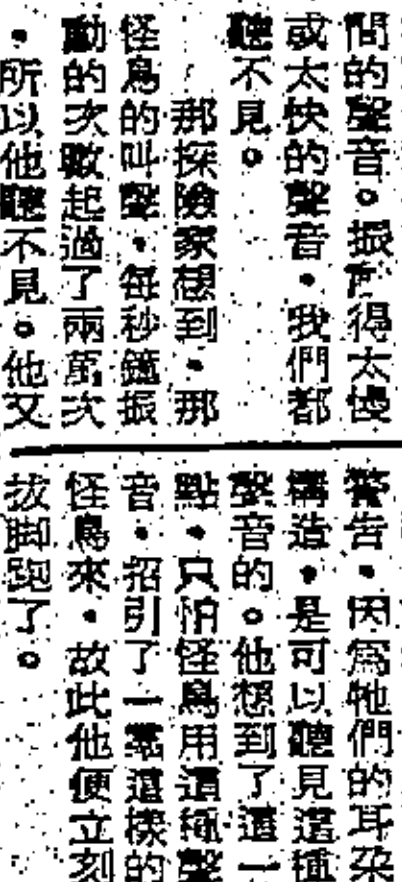 間的聲音。振動得太慢
或太快的聲音。我們都
聽不見。
那探險家想到。那
怪鳥的叫聲。每秒鐘振
動的次數起過了兩萬次
。所以他聽不見。他又
警告。因爲牠們的耳朶
構造。是可以聽見這種
聲音的。他想到了這一
點。只怕怪鳥用這種聲
音。招引了一羣這樣的
怪鳥來。故此他便立刻
拔脚跑了。